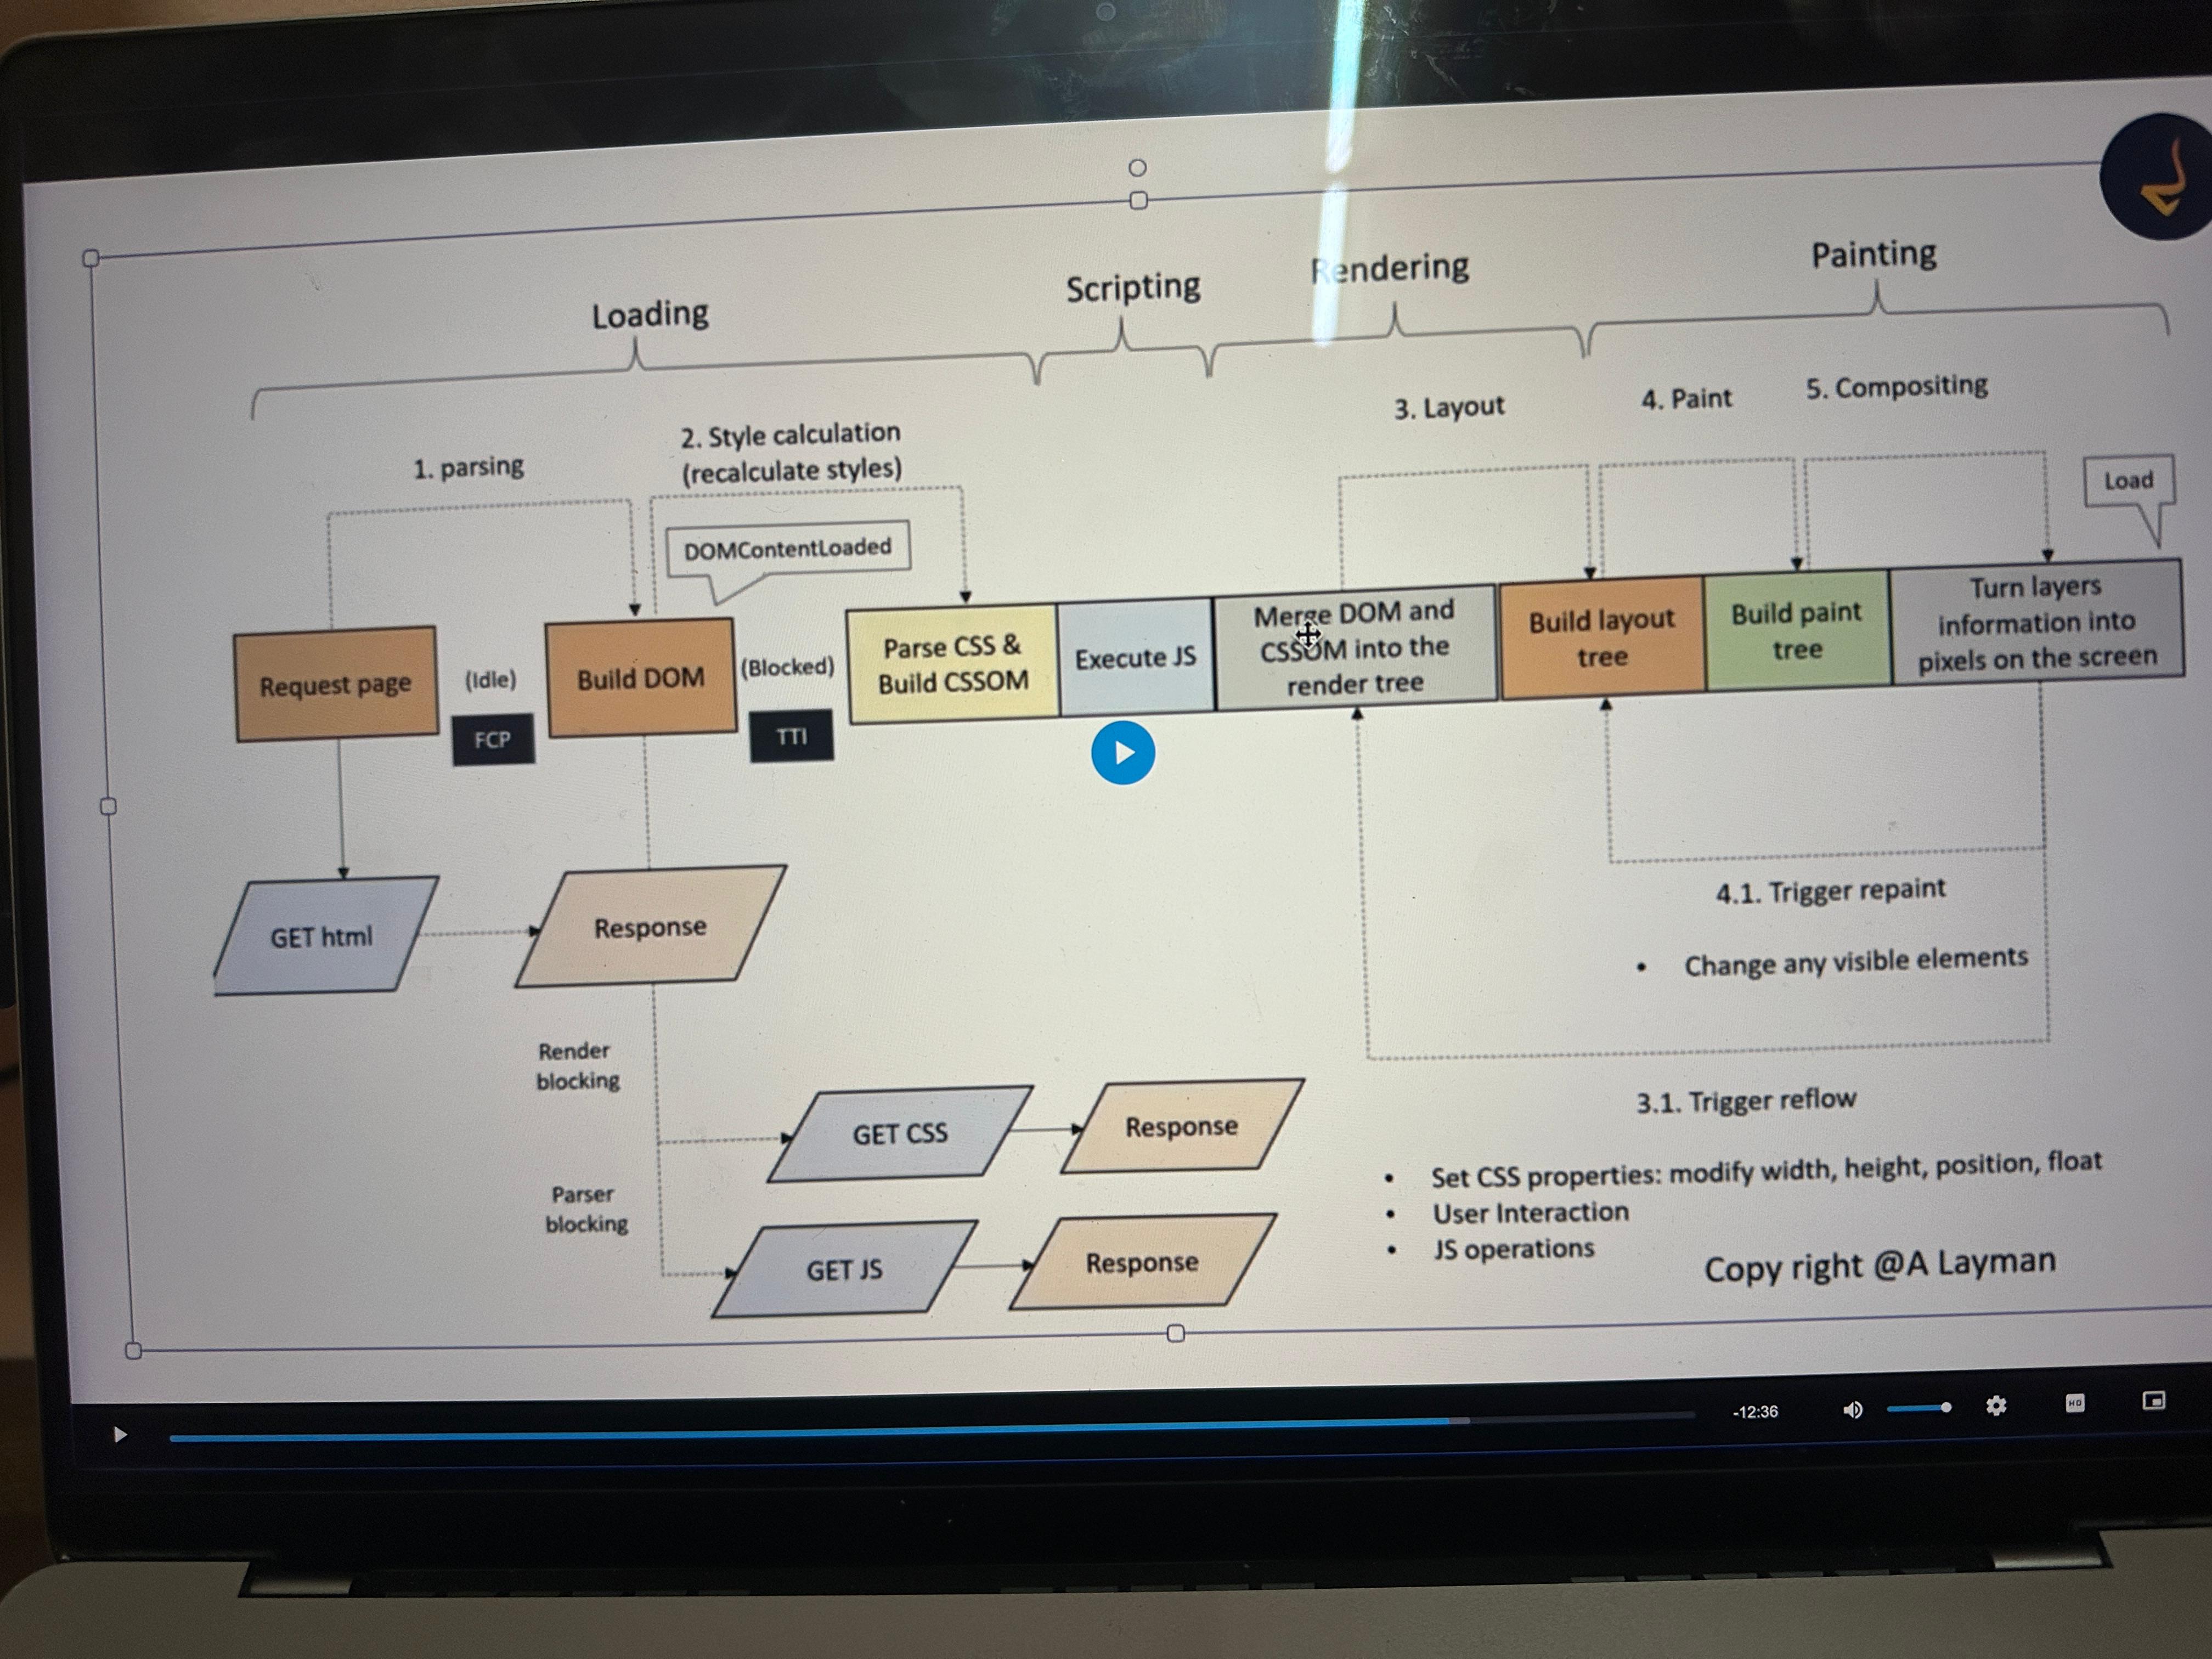 Loading
Scripting
Rendering
Painting
1. parsing
2. Style calculation
(recalculate styles)
3. Layout
4. Paint
5. Compositing
Load
DOMContentLoaded
Request page
(Idle)
FCP
Build DOM
(Blocked)
TTI
Parse CSS &
Build CSSOM
Execute JS
Merge DOM and
CSSOM into the
render tree
Build layout
tree
Build paint
tree
Turn layers
information into
pixels on the screen
GET html
Response
4.1. Trigger repaint
• Change any visible elements
Render
blocking
GET CSS
Response
Parser
blocking
GET JS
Response
3.1. Trigger reflow
• Set CSS properties: modify width, height, position, float
• User Interaction
• JS operations
Copy right @A Layman
-12:36
HD